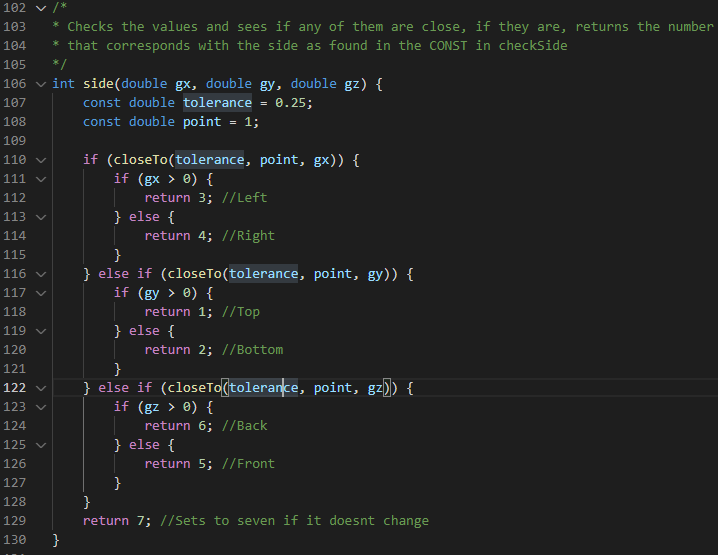 102 /*
103 * Checks the values and sees if any of them are close, if they are, returns the number
104 * that corresponds with the side as found in the CONST in checkSide
105 */
106 int side(double gx, double gy, double gz) {
107     const double tolerance = 0.25;
108     const double point = 1;
109
110     if (closeTo(tolerance, point, gx)) {
111         if (gx > 0) {
112             return 3; //Left
113         } else {
114             return 4; //Right
115         }
116     } else if (closeTo(tolerance, point, gy)) {
117         if (gy > 0) {
118             return 1; //Top
119         } else {
120             return 2; //Bottom
121         }
122     } else if (closeTo(tolerance, point, gz)) {
123         if (gz > 0) {
124             return 6; //Back
125         } else {
126             return 5; //Front
127         }
128     }
129     return 7; //Sets to seven if it doesnt change
130 }